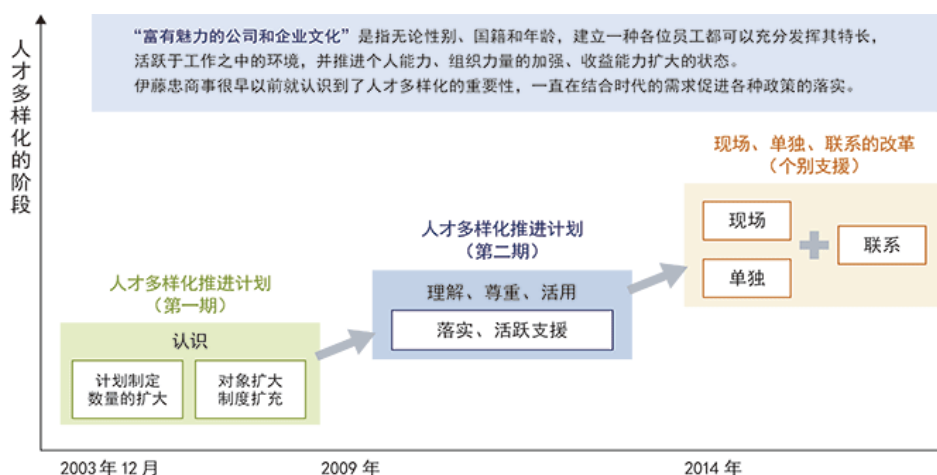 人才多样化的阶段
“富有魅力的公司和企业文化”是指无论性别、国籍和年龄，建立一种各位员工都可以充分发挥其特长，
活跃于工作之中的环境，并推进个人能力、组织力量的加强、收益能力扩大的状态。
伊藤忠商事很早以前就认识到了人才多样化的重要性，一直在结合时代的需求促进各种政策的落实。
人才多样化推进计划
（第一期）
认识
计划制定
数量的扩大
对象扩大
制度扩充
人才多样化推进计划
（第二期）
理解、尊重、活用
落实、活跃支援
现场、单独、联系的改革
（个别支援）
现场
单独
联系
2003年12月
2009年
2014年